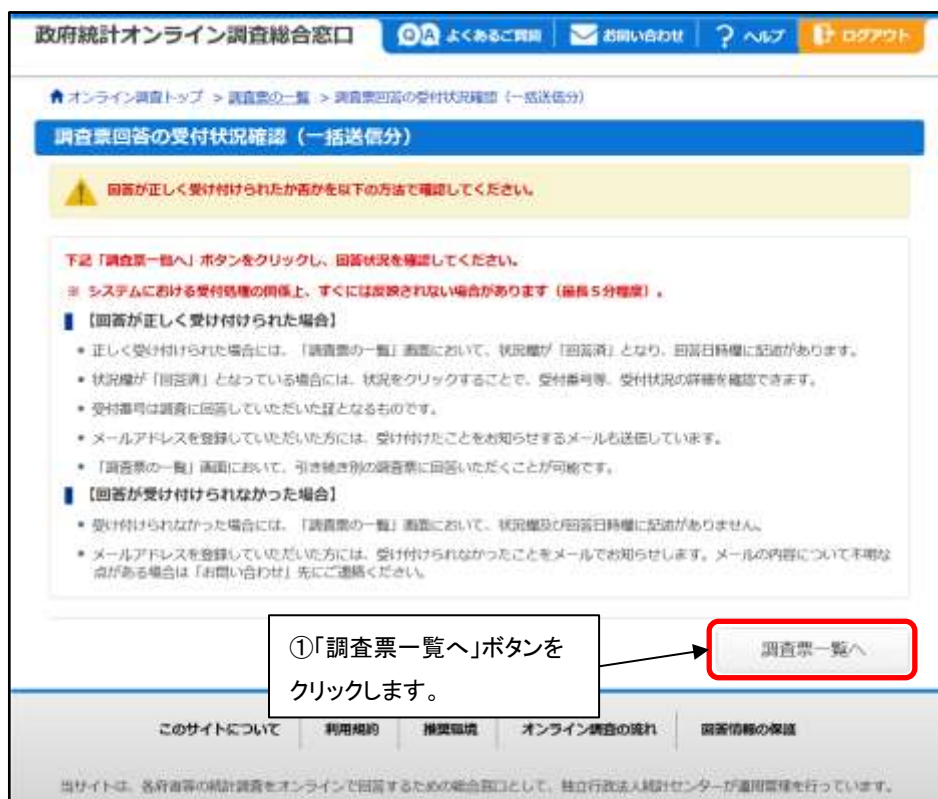 政府統計オンライン調査総合窓口
Q A よくあるご質問 お問い合わせ ? ヘルプ ログアウト
オンライン調査トップ > 調査票の一覧 > 調査票回答の受付状況確認（一括送信分）
調査票回答の受付状況確認（一括送信分）
回答が正しく受け付けられたか否かを以下の方法で確認してください。
下記「調査票一覧へ」ボタンをクリックし、回答状況を確認してください。
※ システムにおける受付処理の関係上、すぐには反映されない場合があります（最長５分程度）。
【回答が正しく受け付けられた場合】
• 正しく受け付けられた場合には、「調査票の一覧」画面において、状況欄が「回答済」となり、回答日時欄に記述があります。
• 状況欄が「回答済」となっている場合には、状況をクリックすることで、受付番号等、受付状況の詳細を確認できます。
• 受付番号は調査に回答していただいた証となるものです。
• メールアドレスを登録していただいた方には、受け付けたことをお知らせするメールも送信しています。
• 「調査票の一覧」画面において、引き続き別の調査票に回答いただくことが可能です。
【回答が受け付けられなかった場合】
• 受け付けられなかった場合には、「調査票の一覧」画面において、状況欄及び回答日時欄に記述がありません。
• メールアドレスを登録していただいた方には、受け付けられなかったことをメールでお知らせします。メールの内容について不明な
点がある場合は「お問い合わせ」先にご連絡ください。
①「調査票一覧へ」ボタンを
クリックします。
調査票一覧へ
このサイトについて 利用規約 推奨環境 オンライン調査の流れ 回答情報の保護
当サイトは、各府省等の統計調査をオンラインで回答するための総合窓口として、独立行政法人統計センターが運用管理を行っています。